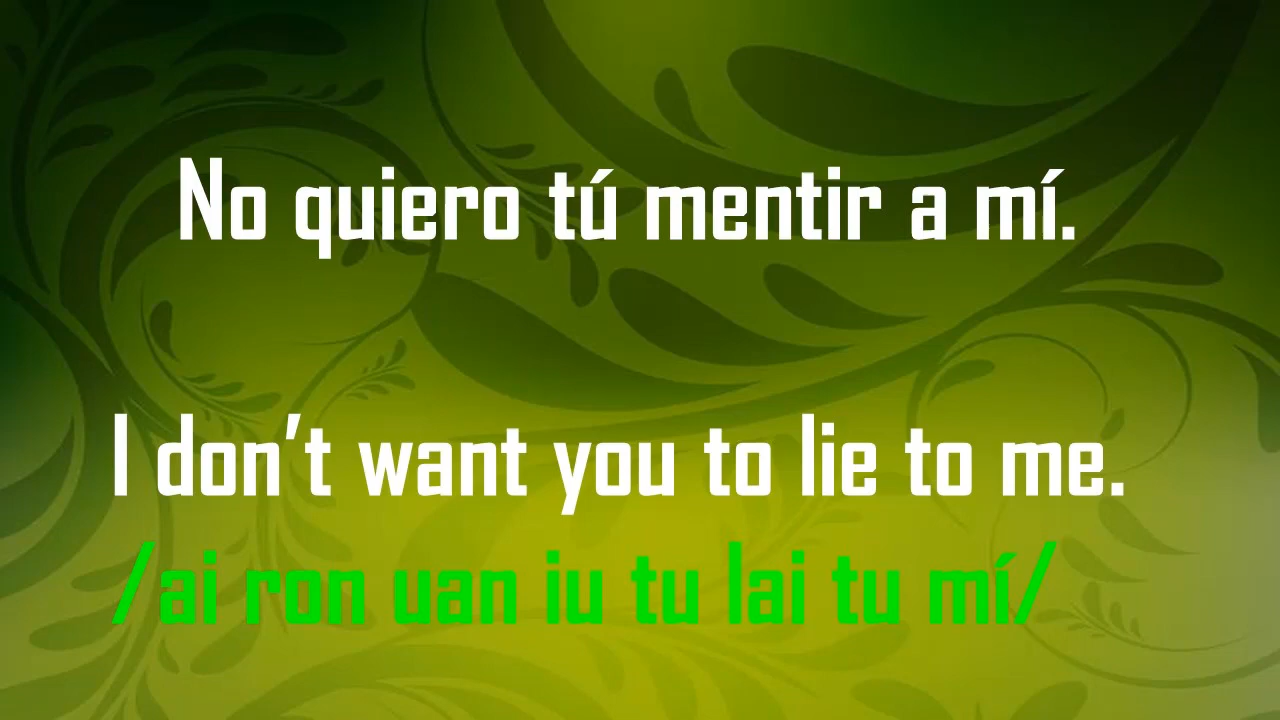 No quiero tú mentir a mí.
I don’t want you to lie to me.
/ai ron uan iu tu lai tu mí/